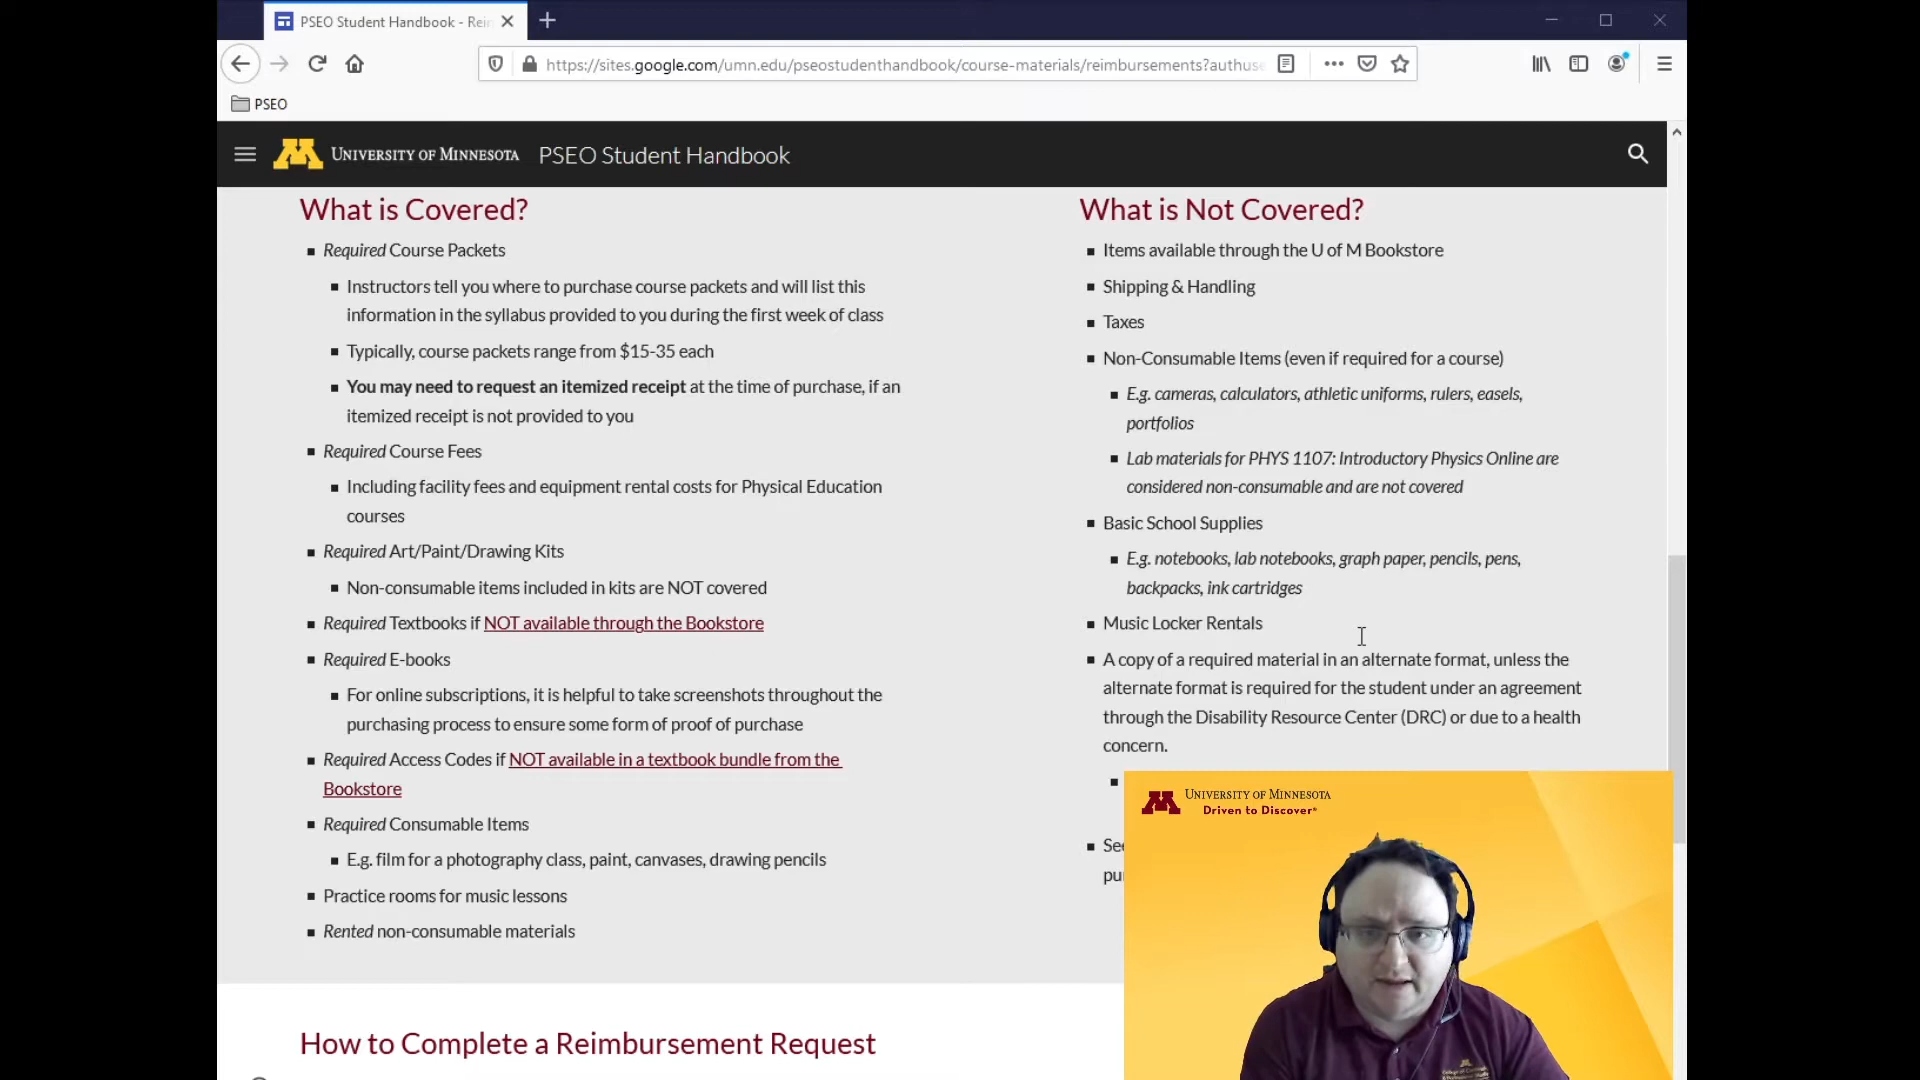 PSEO Student Handbook - Rei
https://sites.google.com/umn.edu/pseostudenthandbook/course-materials/reimbursements?authuse
PSEO
UNIVERSITY OF MINNESOTA PSEO Student Handbook
What is Covered?
Required Course Packets
Instructors tell you where to purchase course packets and will list this
information in the syllabus provided to you during the first week of class
Typically, course packets range from $15-35 each
You may need to request an itemized receipt at the time of purchase, if an
itemized receipt is not provided to you
Required Course Fees
Including facility fees and equipment rental costs for Physical Education
courses
Required Art/Paint/Drawing Kits
Non-consumable items included in kits are NOT covered
Required Textbooks if NOT available through the Bookstore
Required E-books
For online subscriptions, it is helpful to take screenshots throughout the
purchasing process to ensure some form of proof of purchase
Required Access Codes if NOT available in a textbook bundle from the
Bookstore
Required Consumable Items
E.g. film for a photography class, paint, canvases, drawing pencils
Practice rooms for music lessons
Rented non-consumable materials
What is Not Covered?
Items available through the U of M Bookstore
Shipping & Handling
Taxes
Non-Consumable Items (even if required for a course)
E.g. cameras, calculators, athletic uniforms, rulers, easels,
portfolios
Lab materials for PHYS 1107: Introductory Physics Online are
considered non-consumable and are not covered
Basic School Supplies
E.g. notebooks, lab notebooks, graph paper, pencils, pens,
backpacks, ink cartridges
Music Locker Rentals
A copy of a required material in an alternate format, unless the
alternate format is required for the student under an agreement
through the Disability Resource Center (DRC) or due to a health
concern.
UNIVERSITY OF MINNESOTA
Driven to Discover®
How to Complete a Reimbursement Request